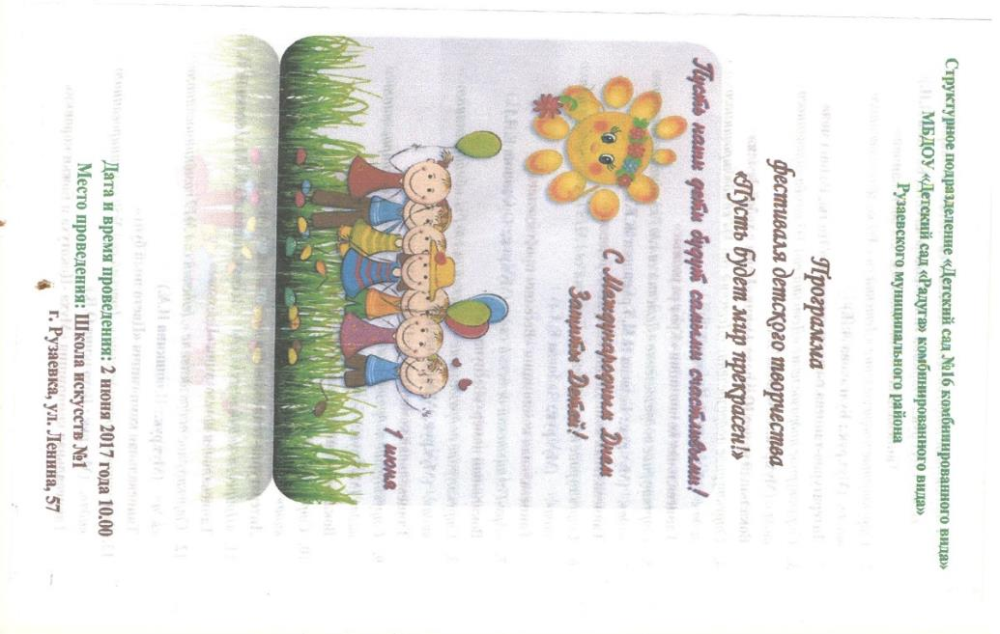 Структурное подразделение «Детский сад №16 комбинированного вида»
МБДОУ «Детский сад «Радуга» комбинированного вида»
Рузаевского муниципального района
Программа
фестиваля детского творчества
«Пусть будет мир прекрасен!»
Пусть наши дети будут самыми счастливыми!
С Международным Днем
Защиты Детей!
1 июня
Дата и время проведения: 2 июня 2017 года 10.00
Место проведения: Школа искусств №1
г. Рузаевка, ул. Ленина, 57